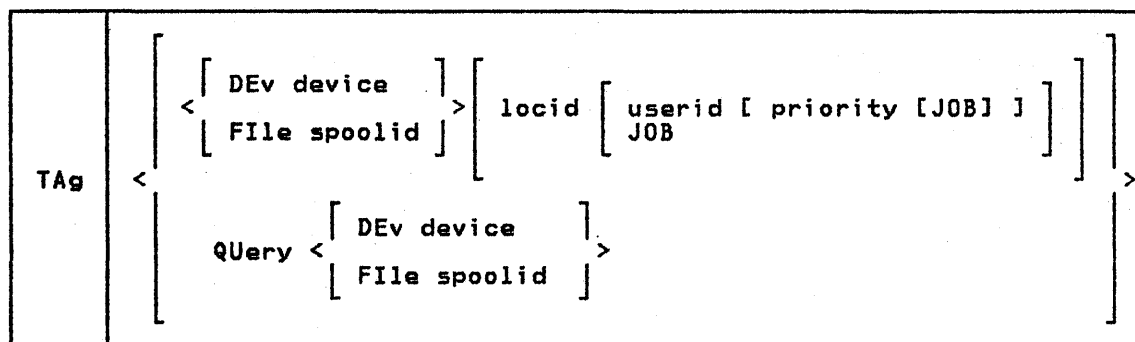 DEv device
< > locid [ userid [ priority [JOB] ]
FIle spoolid JOB
TAg < >
DEv device
QUery < >
FIle spoolid